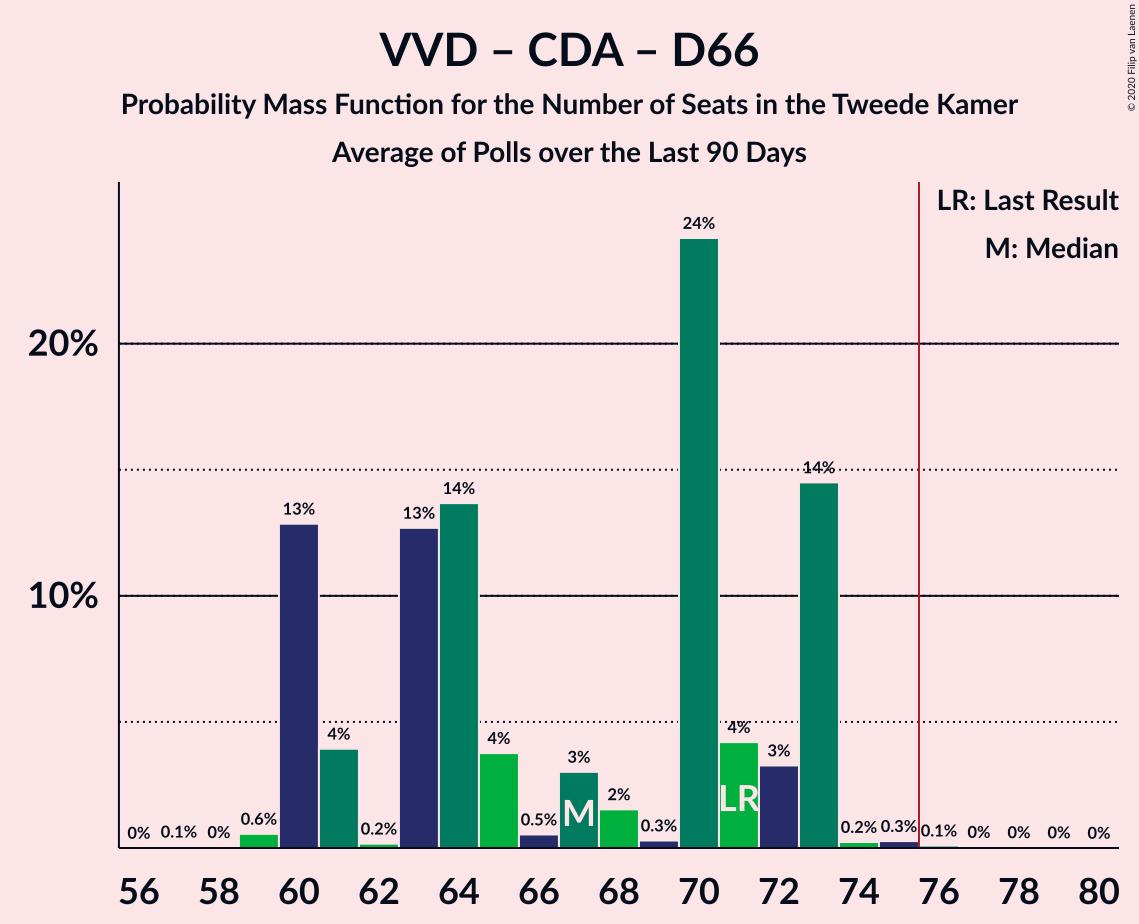 VVD – CDA – D66
Probability Mass Function for the Number of Seats in the Tweede Kamer
Average of Polls over the Last 90 Days
© 2020 Filip van Laenen
LR: Last Result
M: Median
20%
10%
0% 0.1% 0% 0.6% 13% 4% 0.2% 13% 14% 4% 0.5% 3% 2% 0.3% 24% 4% 3% 14% 0.2% 0.3% 0.1% 0% 0% 0% 0%
M LR
56 58 60 62 64 66 68 70 72 74 76 78 80